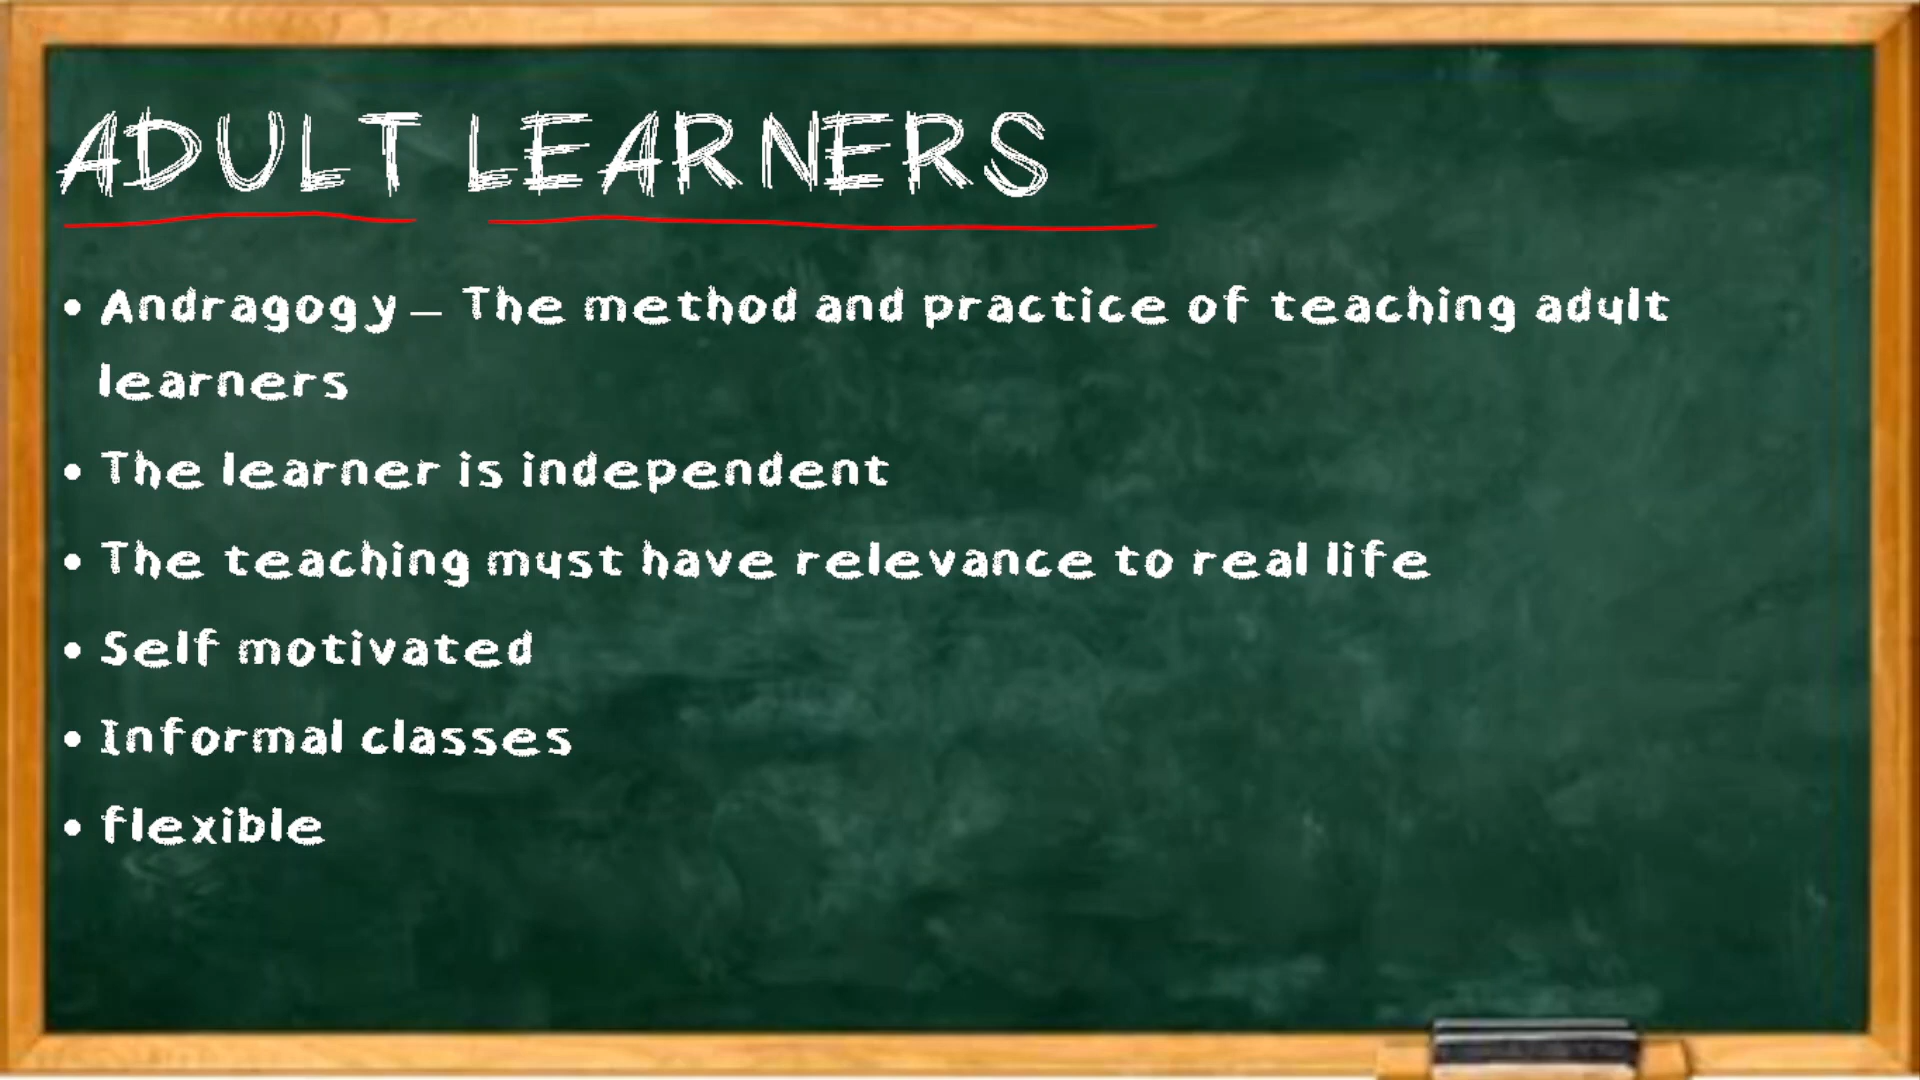 ADULT LEARNERS
• Andragogy – The method and practice of teaching adult
learners
• The learner is independent
• The teaching must have relevance to real life
• Self motivated
• Informal classes
• flexible